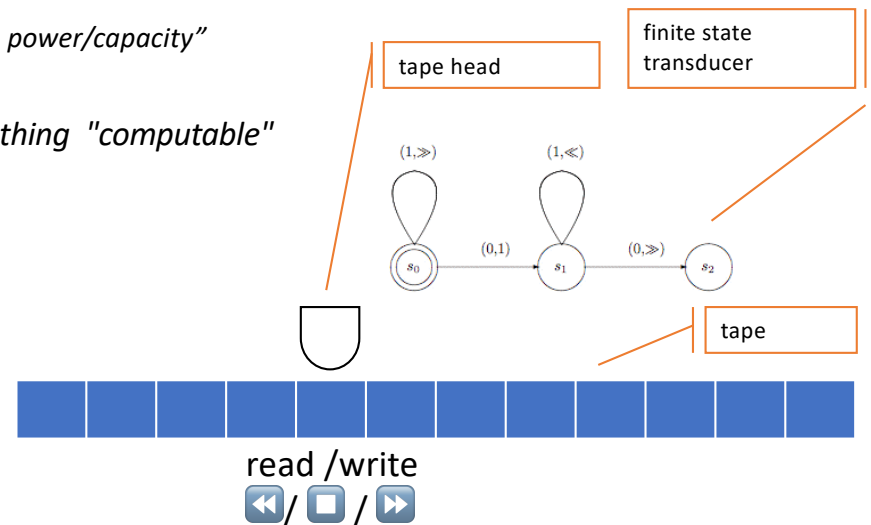 power/capacity”
thing "computable"
tape head
finite state
transducer
(1,≫)
(1,≪)
(0,1)
(0,≫)
s₀
s₁
s₂
tape
read /write
⏪/ ⏹ / ⏩